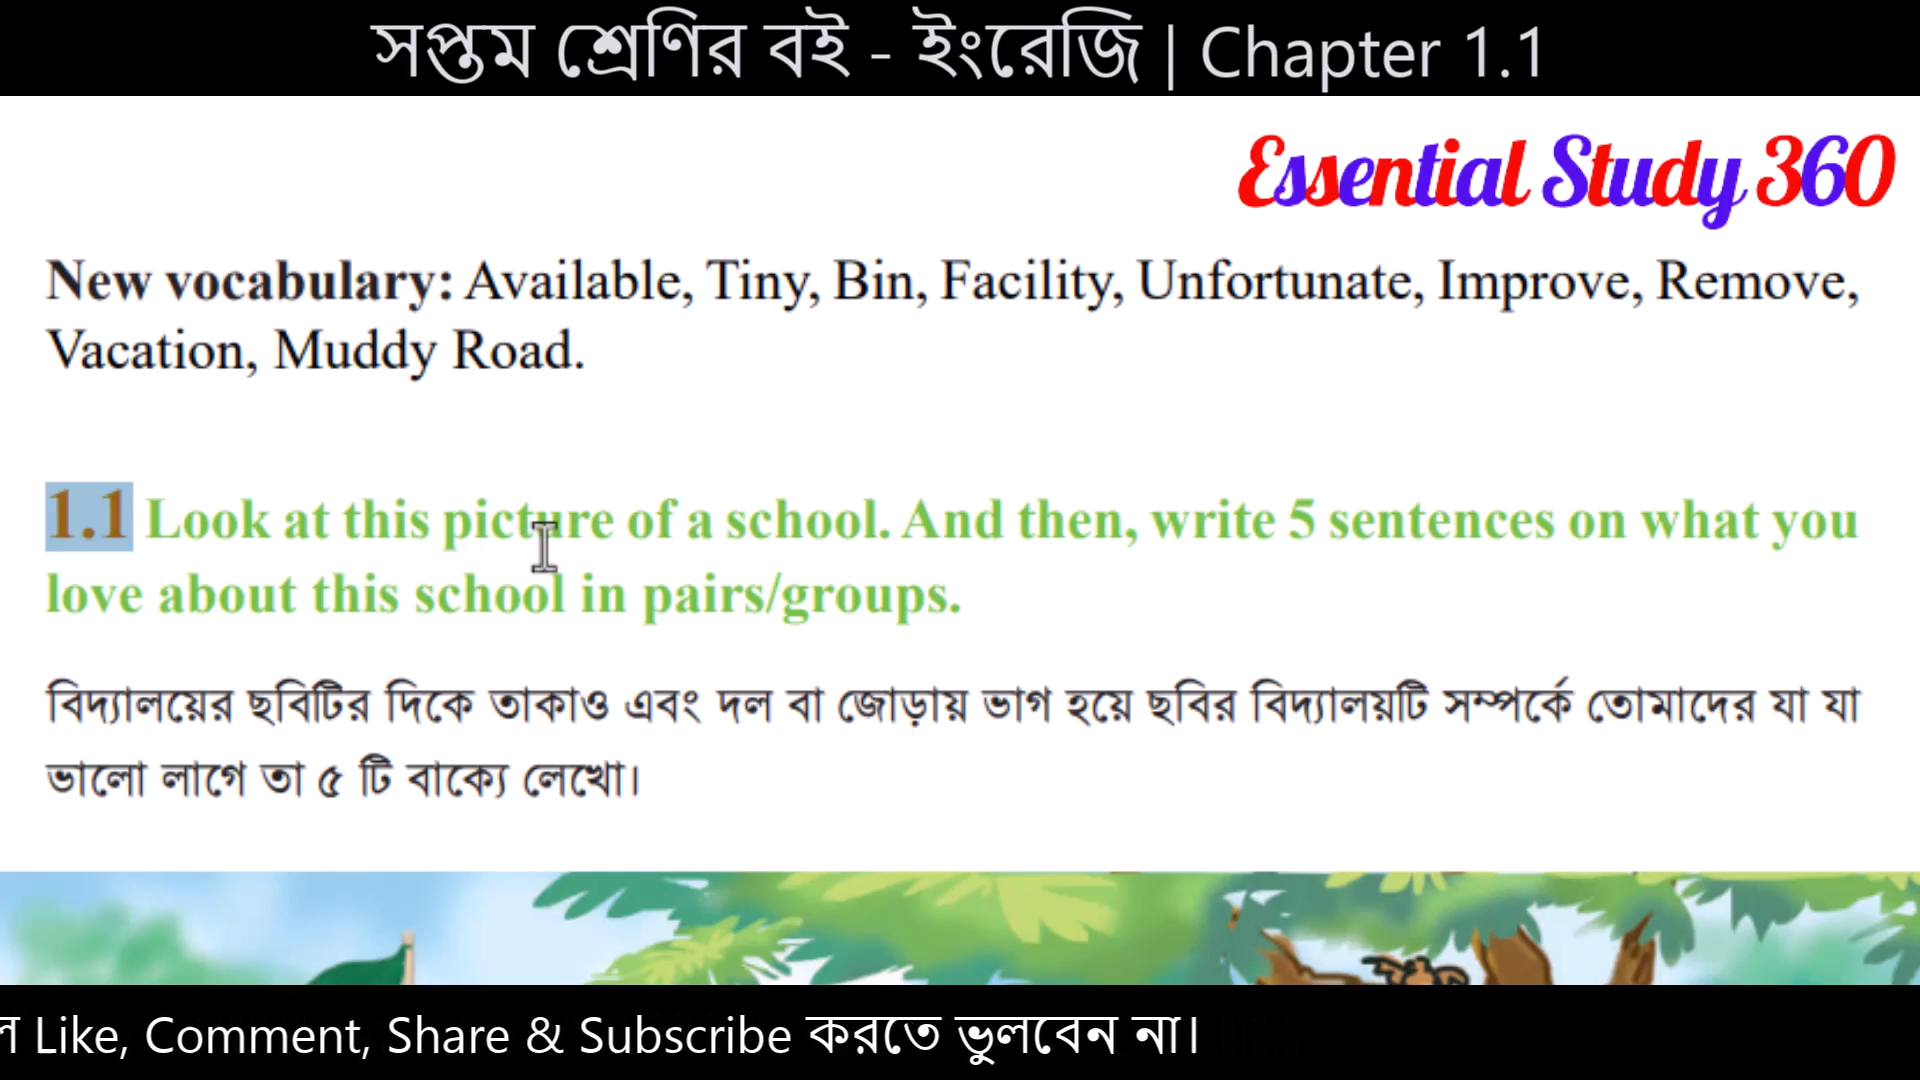 সপ্তম শ্রেণির বই - ইংরেজি | Chapter 1.1
Essential Study 360
New vocabulary: Available, Tiny, Bin, Facility, Unfortunate, Improve, Remove,
Vacation, Muddy Road.
1.1 Look at this picture of a school. And then, write 5 sentences on what you
love about this school in pairs/groups.
বিদ্যালয়ের ছবিটির দিকে তাকাও এবং দল বা জোড়ায় ভাগ হয়ে ছবির বিদ্যালয়টি সম্পর্কে তোমাদের যা যা
ভালো লাগে তা ৫ টি বাক্যে লেখো।
Like, Comment, Share & Subscribe করতে ভুলবেন না।